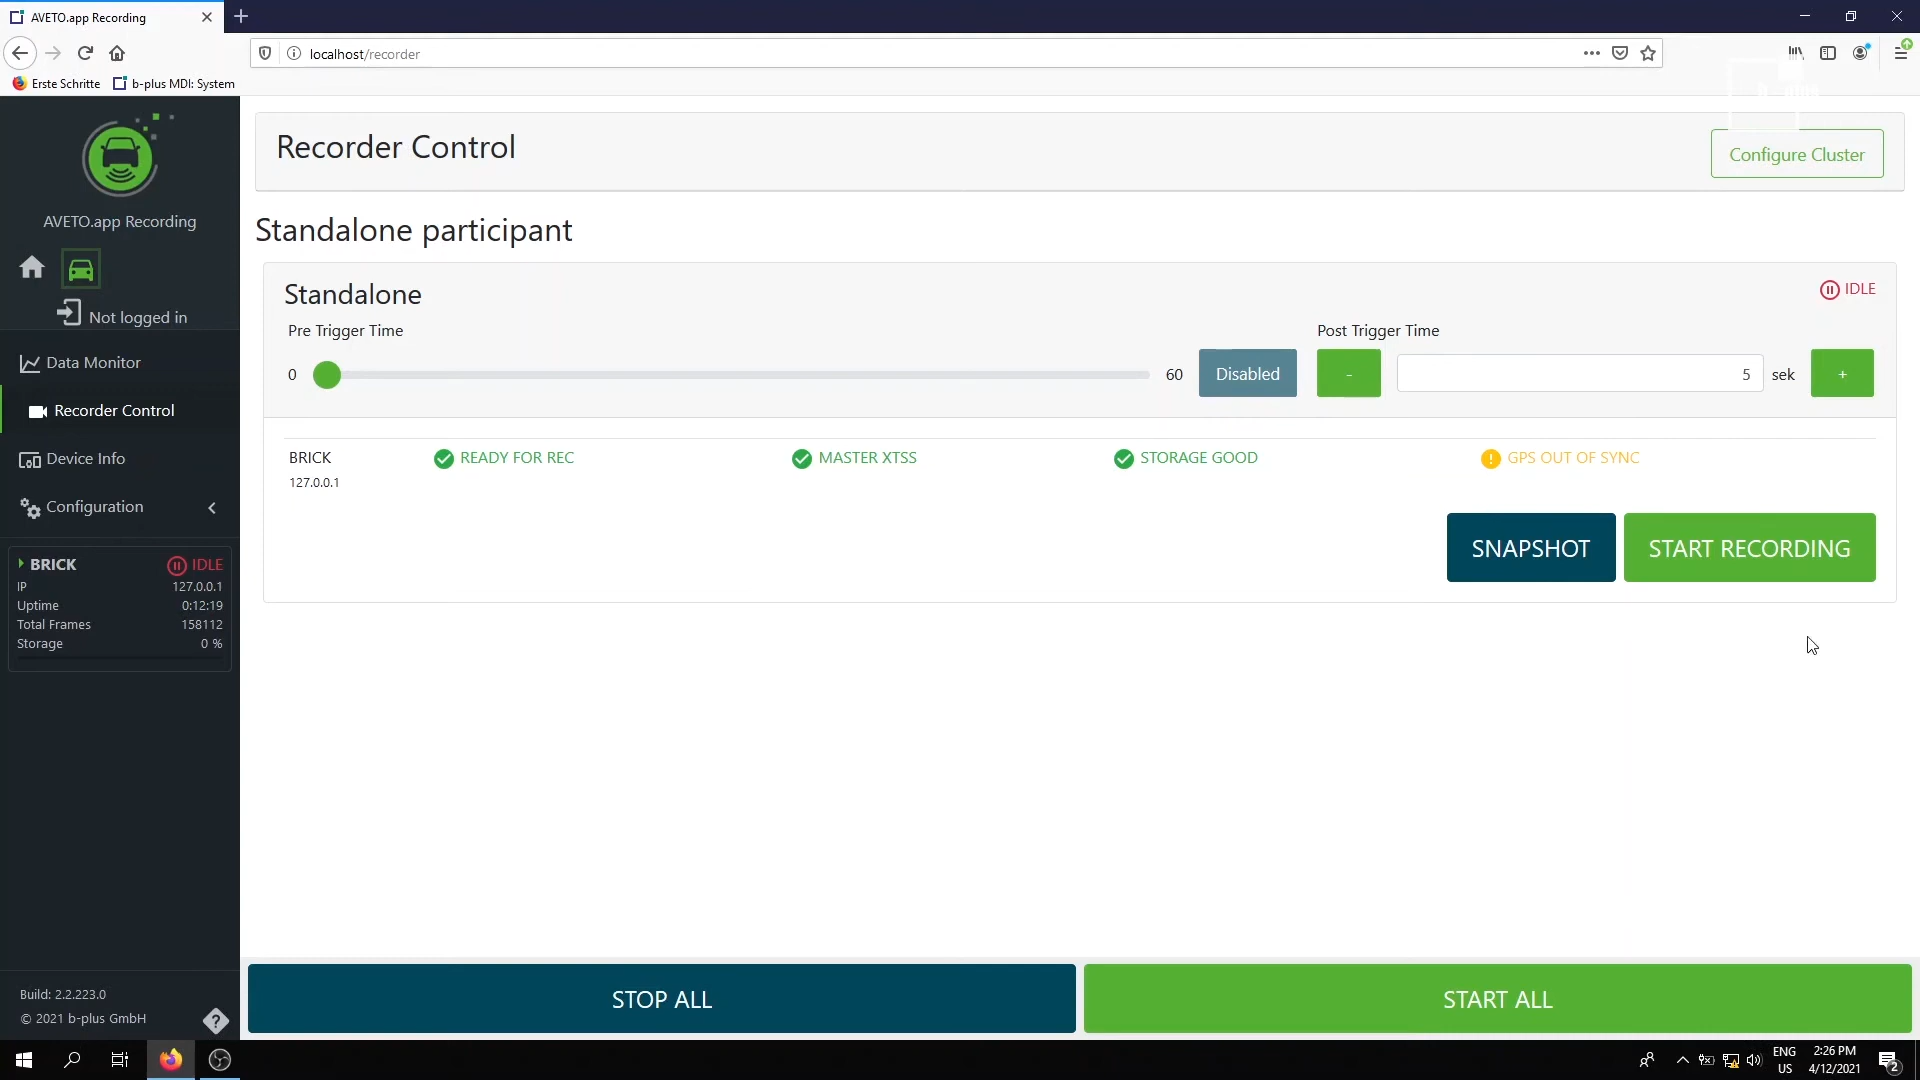 AVETO.app Recording
localhost/recorder
Erste Schritte
b-plus MDI: System
AVETO.app Recording
Not logged in
Data Monitor
Recorder Control
Device Info
Configuration
BRICK
IDLE
IP
127.0.0.1
Uptime
0:12:19
Total Frames
158112
Storage
0 %
Build: 2.2.223.0
© 2021 b-plus GmbH
Recorder Control
Configure Cluster
Standalone participant
Standalone
IDLE
Pre Trigger Time
Post Trigger Time
0
60
Disabled
-
5
sek
+
BRICK
READY FOR REC
MASTER XTSS
STORAGE GOOD
GPS OUT OF SYNC
127.0.0.1
SNAPSHOT
START RECORDING
STOP ALL
START ALL
ENG
US
2:26 PM
4/12/2021
2